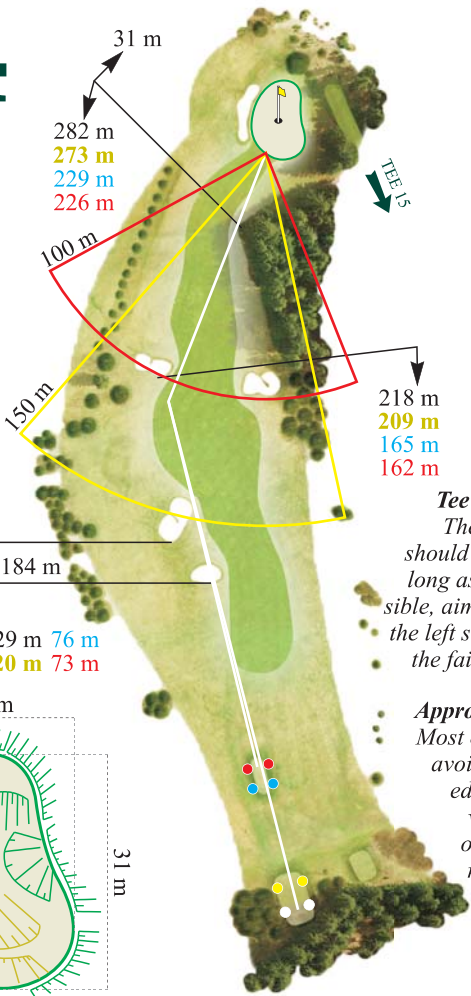 31 m
282 m
273 m
229 m
226 m
TEE 15
100 m
150 m
218 m
209 m
165 m
162 m
Tee
The
should
long as
sible, aim
the left s
the fai
184 m
29 m 76 m
20 m 73 m
m
Appro
Most
avoi
ed
o
31 m